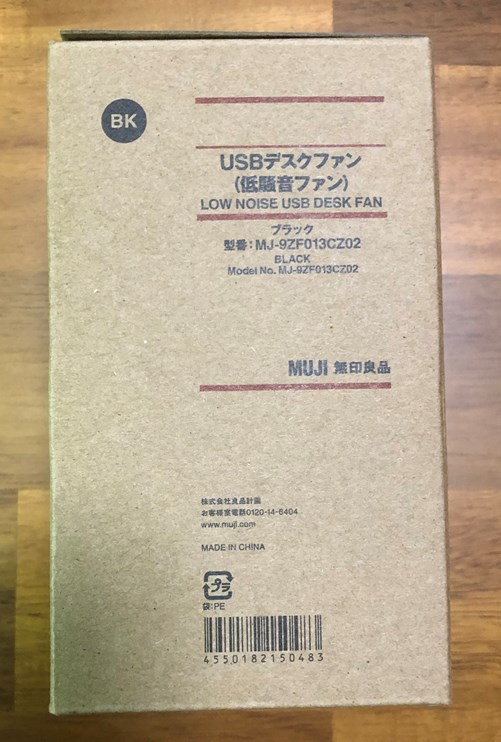 BK
USBデスクファン
(低騒音ファン)
LOW NOISE USB DESK FAN
ブラック
型番:MJ-9ZF013CZ02
BLACK
Model No. MJ-9ZF013CZ02
MUJI 無印良品
株式会社良品計画
お客様室電話0120-14-6404
www.muji.com
MADE IN CHINA
プラ
袋:PE
4550182150483